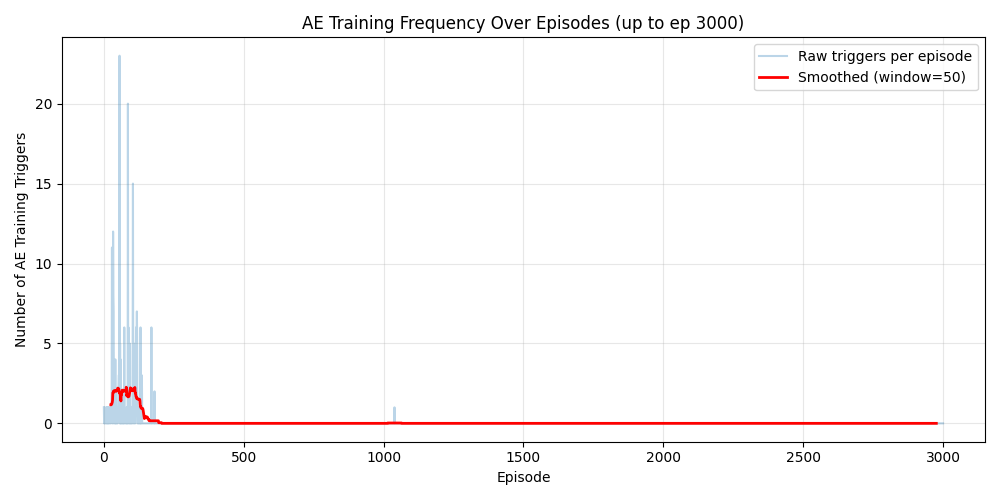 AE Training Frequency Over Episodes (up to ep 3000)
Raw triggers per episode
Smoothed (window=50)
Number of AE Training Triggers
20
15
10
5
0
0
500
1000
1500
2000
2500
3000
Episode